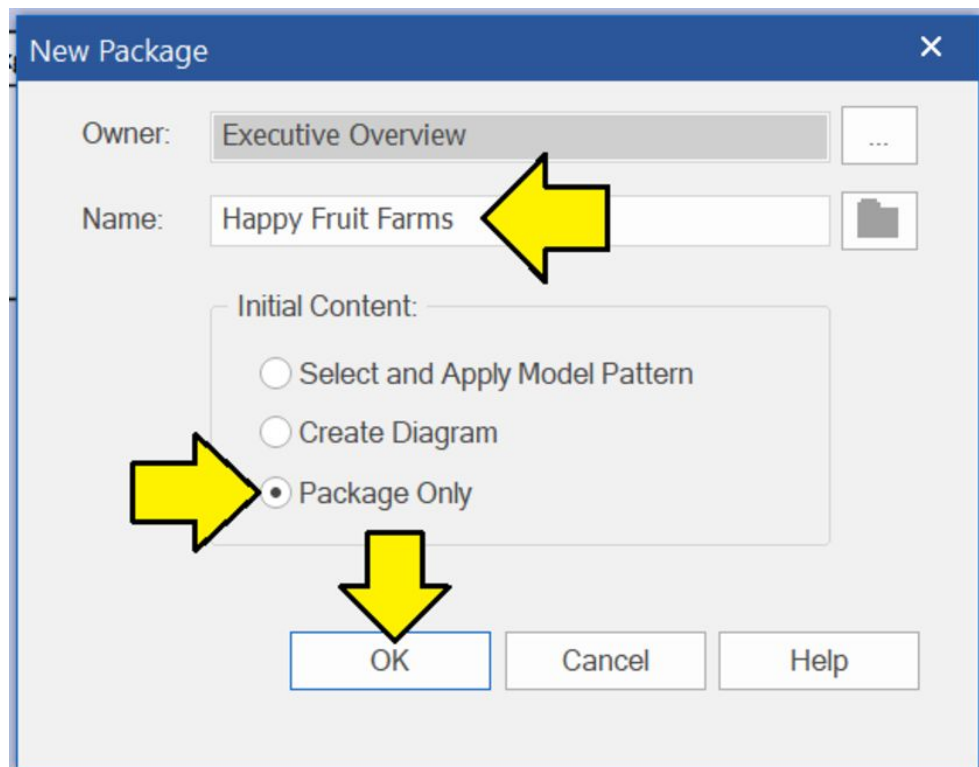 New Package
Owner: Executive Overview ...
Name: Happy Fruit Farms
Initial Content:
Select and Apply Model Pattern
Create Diagram
Package Only
OK Cancel Help